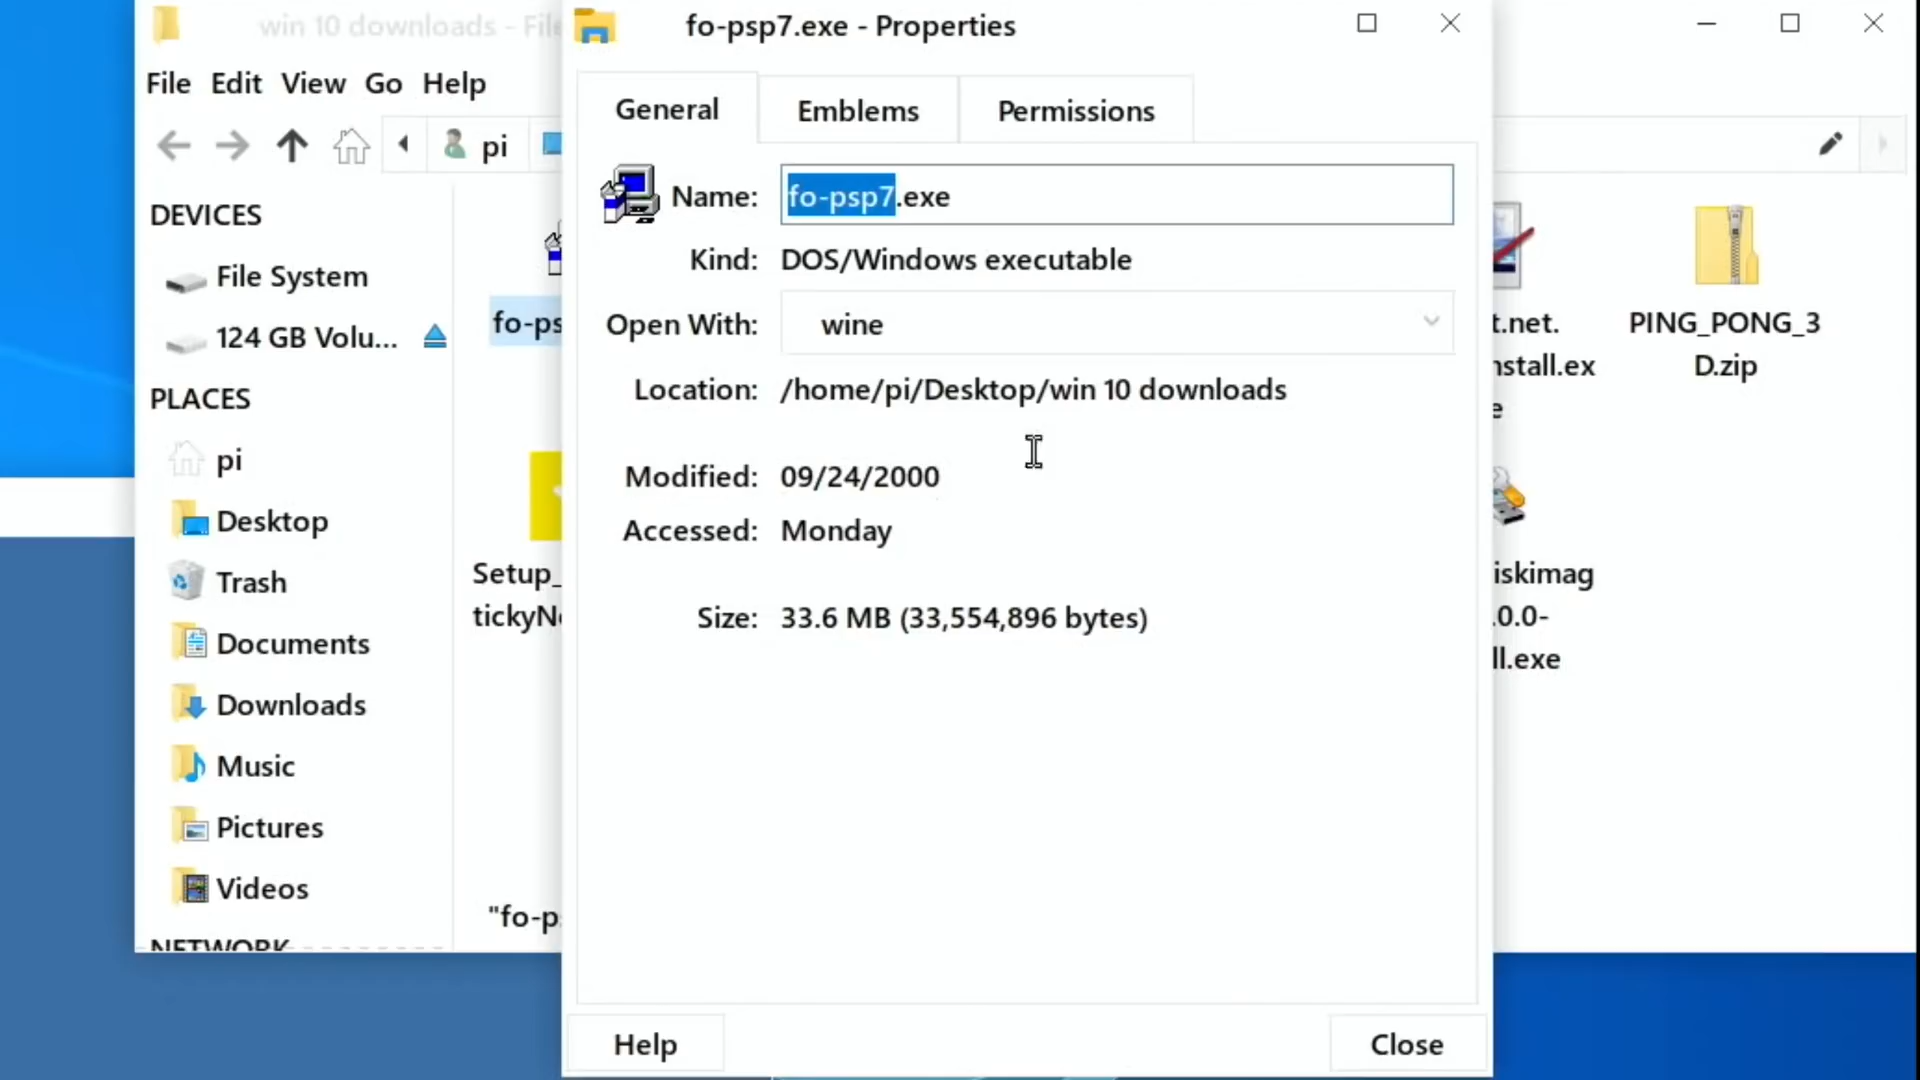 win 10 downloads - File
fo-psp7.exe - Properties
File Edit View Go Help
General
Emblems
Permissions
pi
DEVICES
File System
124 GB Volu...
PLACES
pi
Desktop
Trash
Documents
Downloads
Music
Pictures
Videos
NETWORK
fo-ps
Setup_
tickyN
"fo-p
Name: fo-psp7.exe
Kind: DOS/Windows executable
Open With: wine
Location: /home/pi/Desktop/win 10 downloads
Modified: 09/24/2000
Accessed: Monday
Size: 33.6 MB (33,554,896 bytes)
Help
Close
t.net.
nstall.ex
e
PING_PONG_3
D.zip
iskimag
.0.0-
ll.exe